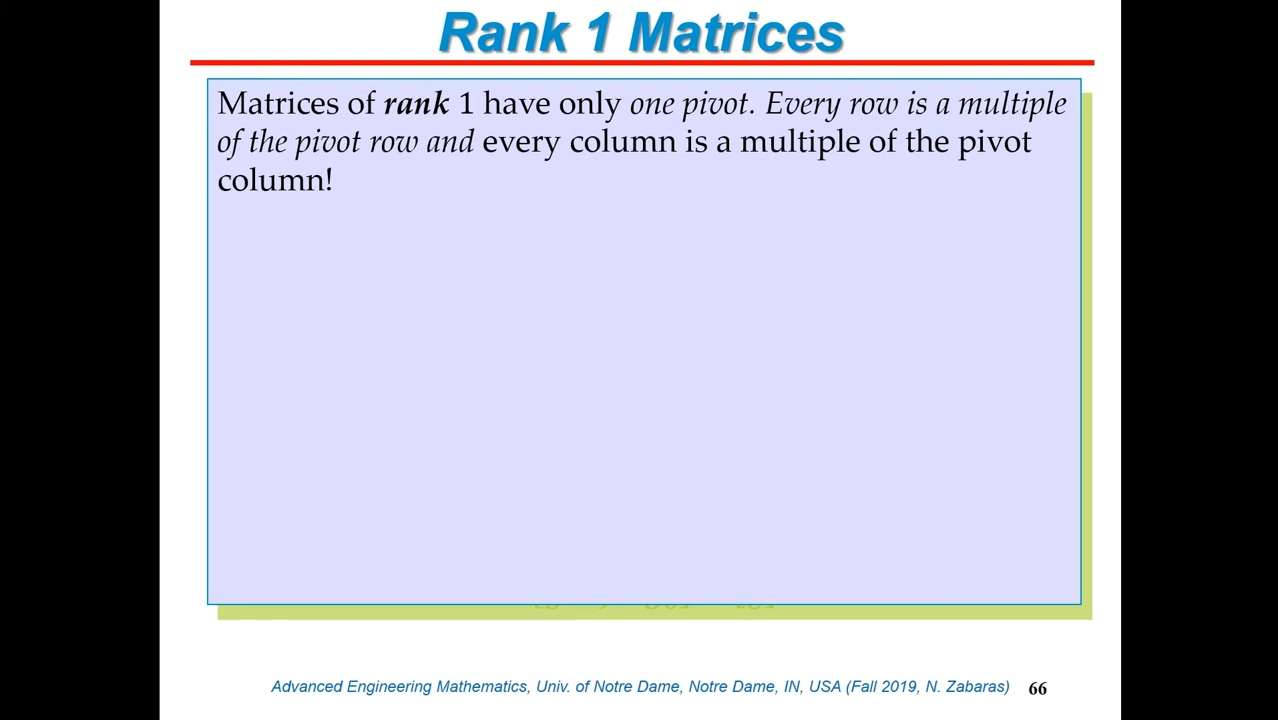 Rank 1 Matrices
Matrices of rank 1 have only one pivot. Every row is a multiple
of the pivot row and every column is a multiple of the pivot
column!
Advanced Engineering Mathematics, Univ. of Notre Dame, Notre Dame, IN, USA (Fall 2019, N. Zabaras)
66